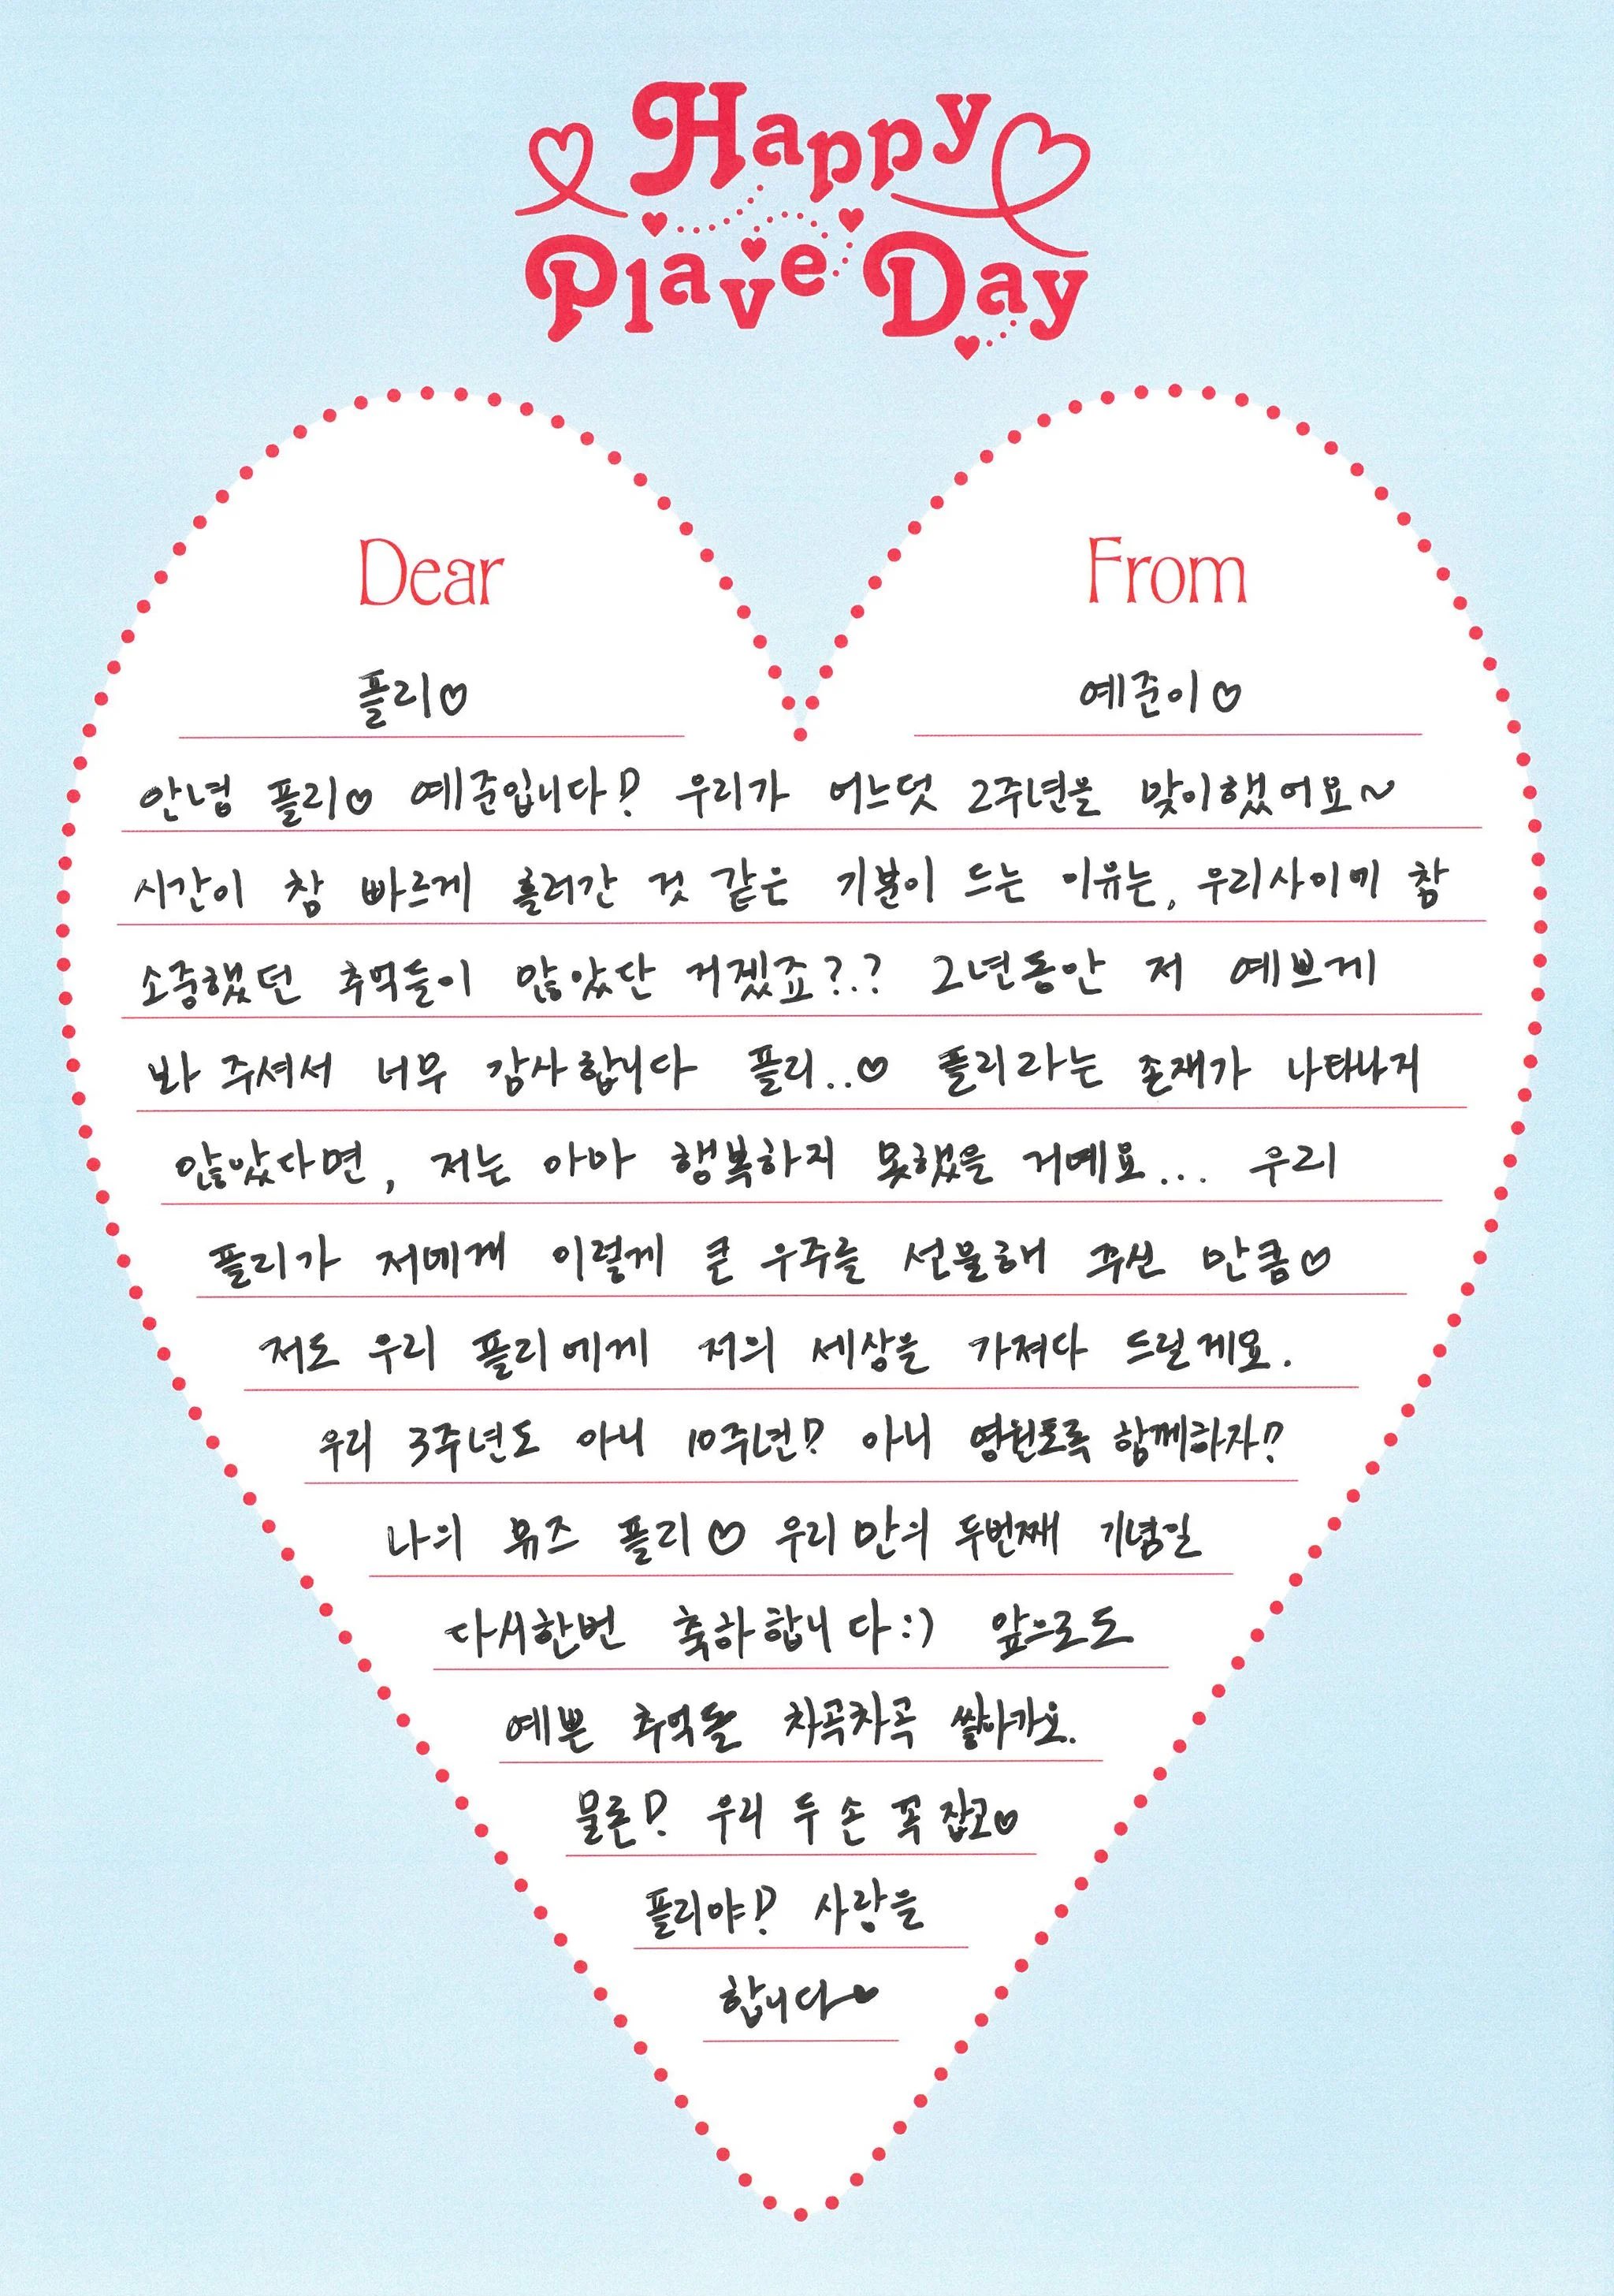 Happy
Plave Day
Dear
From
플리♡
예준이♡
안녕 플리♡ 예준입니다!! 우리가 어느덧 2주년을 맞이했어요~
시간이 참 빠르게 흘러간 것 같은 기분이 드는 이유는, 우리사이에 참
소중했던 추억들이 많았단 거겠죠?.? 2년동안 저 예쁘게
봐 주셔서 너무 감사합니다 플리..♡ 플리라는 존재가 나타나지
않았다면, 저는 아마 행복하지 못했을 거예요... 우리
플리가 저에게 이렇게 큰 우주를 선물해 주신 만큼♡
저도 우리 플리에게 저의 세상을 가져다 드릴게요.
우리 3주년도 아니 10주년!? 아니 영원토록 함께하자!?
나의 뮤즈 플리♡ 우리만의 두번째 기념일
다시한번 축하합니다:) 앞으로도
예쁜 추억들 차곡차곡 쌓아가요.
물론!! 우리 두 손 꼭 잡고♡
플리야!! 사랑을
합니다♥